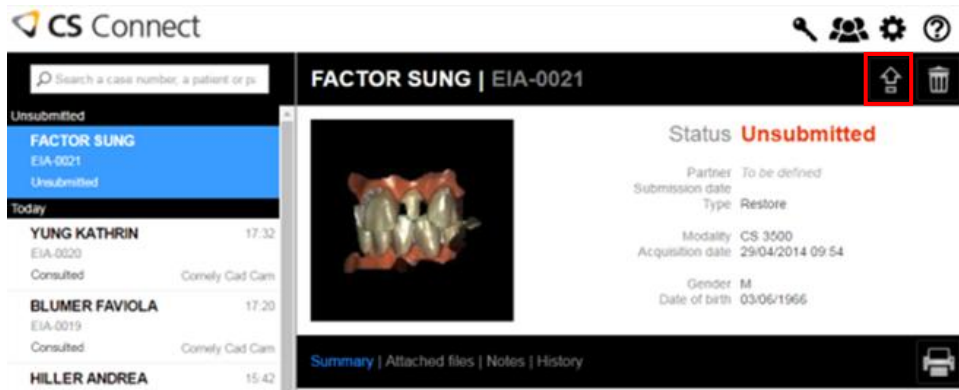 CS Connect
Search a case number, a patient or pa
FACTOR SUNG | EIA-0021
Unsubmitted
FACTOR SUNG
EIA-0021
Unsubmitted
Today
YUNG KATHRIN 17:32
EIA-0020
Consulted Comely Cad Cam
BLUMER FAVIOLA 17:20
EIA-0019
Consulted Comely Cad Cam
HILLER ANDREA 15:42
Status Unsubmitted
Partner To be defined
Submission date
Type Restore
Modality CS 3500
Acquisition date 29/04/2014 09:54
Gender M
Date of birth 03/06/1966
Summary | Attached files | Notes | History